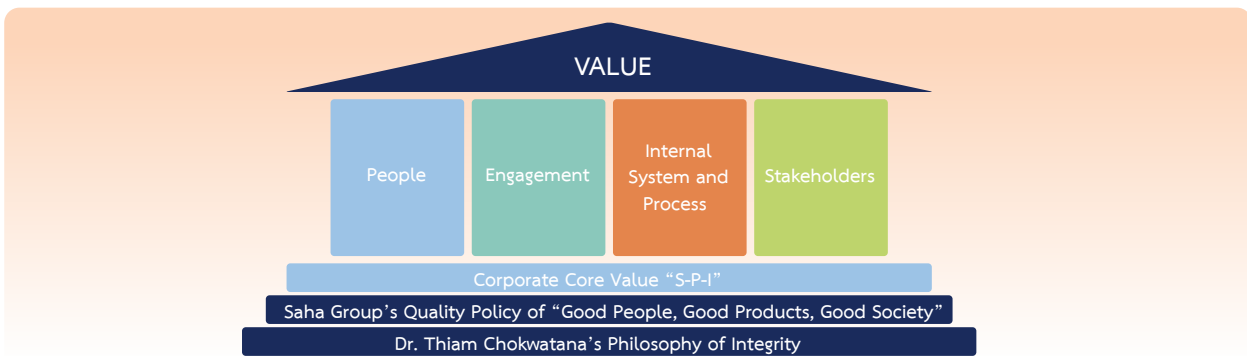 VALUE
People
Engagement
Internal
System and
Process
Stakeholders
Corporate Core Value “S-P-I”
Saha Group’s Quality Policy of “Good People, Good Products, Good Society”
Dr. Thiam Chokwatana’s Philosophy of Integrity